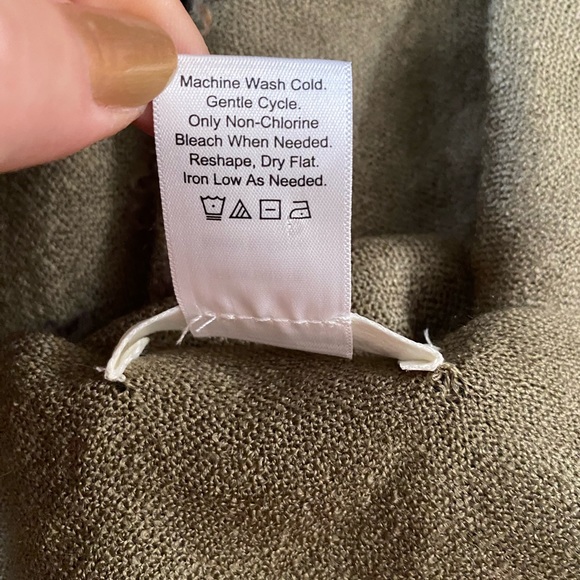 Machine Wash Cold.
Gentle Cycle.
Only Non-Chlorine
Bleach When Needed.
Reshape, Dry Flat.
Iron Low As Needed.